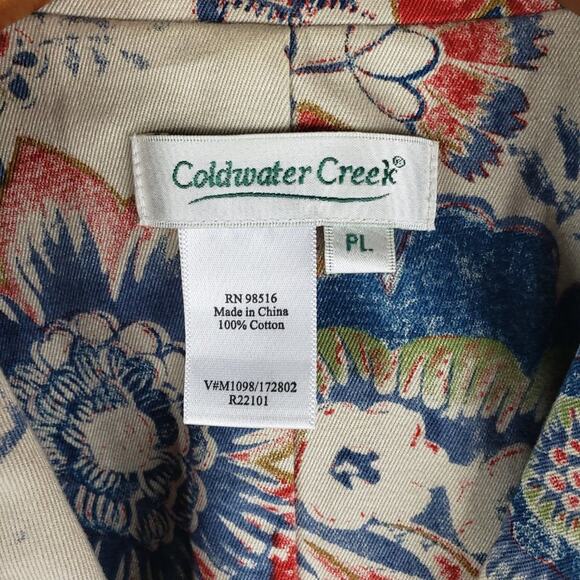 Coldwater Creek®
PL.
RN 98516
Made in China
100% Cotton
V#M1098/172802
R22101